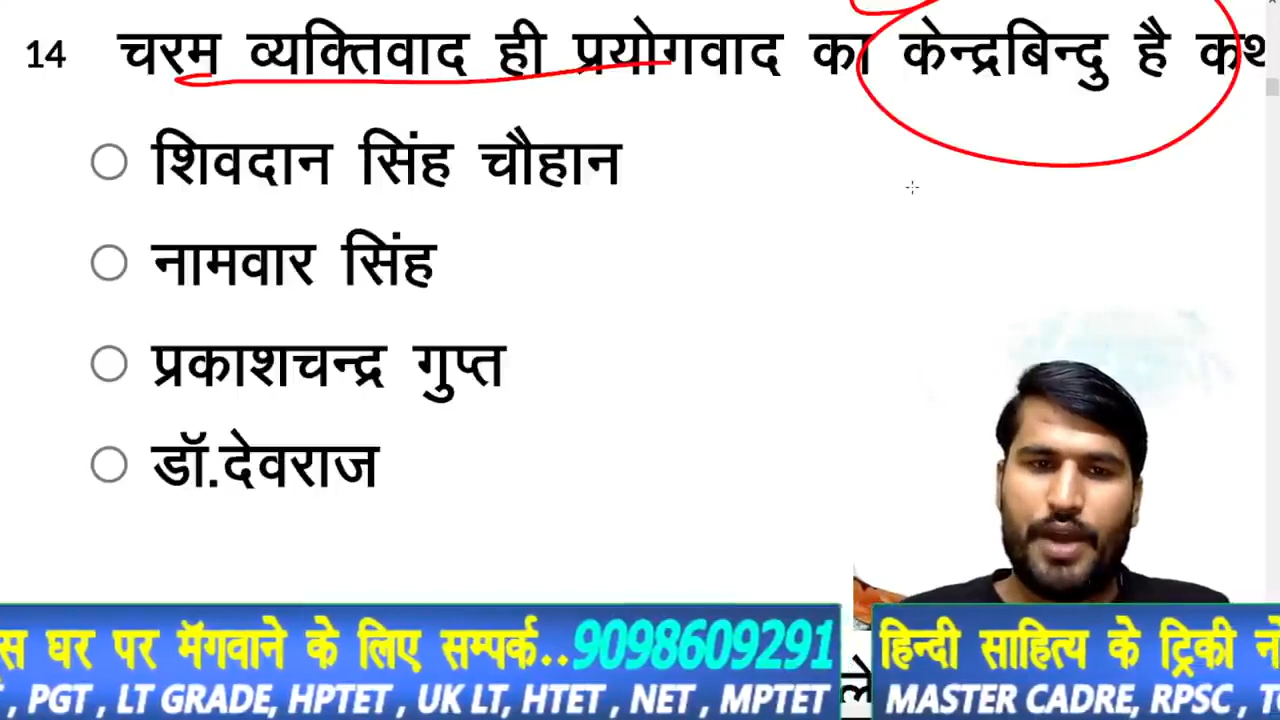 14 चरम व्यक्तिवाद ही प्रयोगवाद का केन्द्रबिन्दु है कथ
शिवदान सिंह चौहान
नामवार सिंह
प्रकाशचन्द्र गुप्त
डॉ.देवराज
स घर पर मॅगवाने के लिए सम्पर्क..9098609291 हिन्दी साहित्य के ट्रिकी नो
, PGT , LT GRADE, HPTET , UK LT, HTET , NET , MPTET MASTER CADRE, RPSC , T